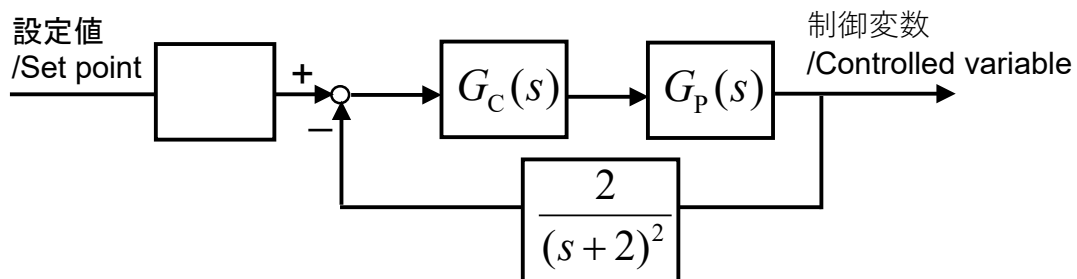 設定値
/Set point
+
−
G_C(s)
G_P(s)
制御変数
/Controlled variable
2/(s+2)^2